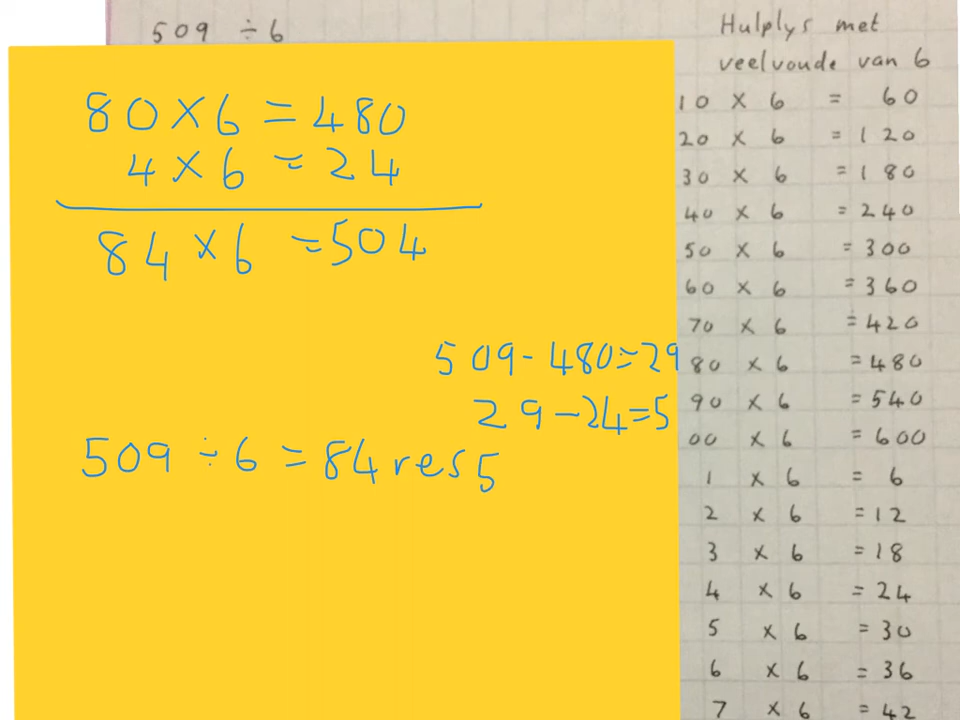 509 ÷ 6
80 × 6 = 480
4 × 6 = 24
84 × 6 = 504
509 - 480 = 29
29 - 24 = 5
509 ÷ 6 = 84 res 5
Hulplys met
veelvoude van 6
10 × 6 = 60
20 × 6 = 120
30 × 6 = 180
40 × 6 = 240
50 × 6 = 300
60 × 6 = 360
70 × 6 = 420
80 × 6 = 480
90 × 6 = 540
00 × 6 = 600
1 × 6 = 6
2 × 6 = 12
3 × 6 = 18
4 × 6 = 24
5 × 6 = 30
6 × 6 = 36
7 × 6 = 42